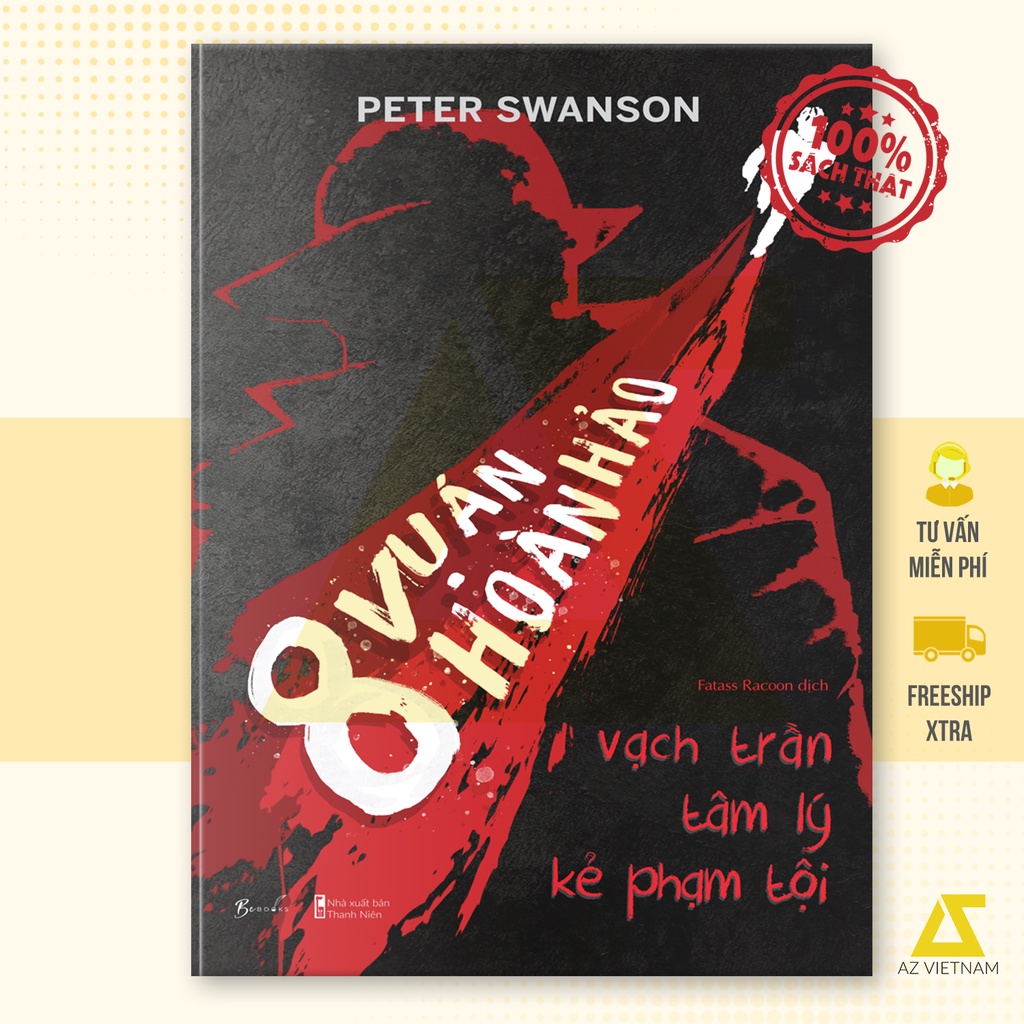 PETER SWANSON
100%
SÁCH THẬT
8 VỤ ÁN
HOÀN HẢO
Fatass Racoon dịch
vạch trần
tâm lý
kẻ phạm tội
BeBOOKS
Nhà xuất bản
Thanh Niên
TƯ VẤN
MIỄN PHÍ
FREESHIP
XTRA
AZ VIETNAM